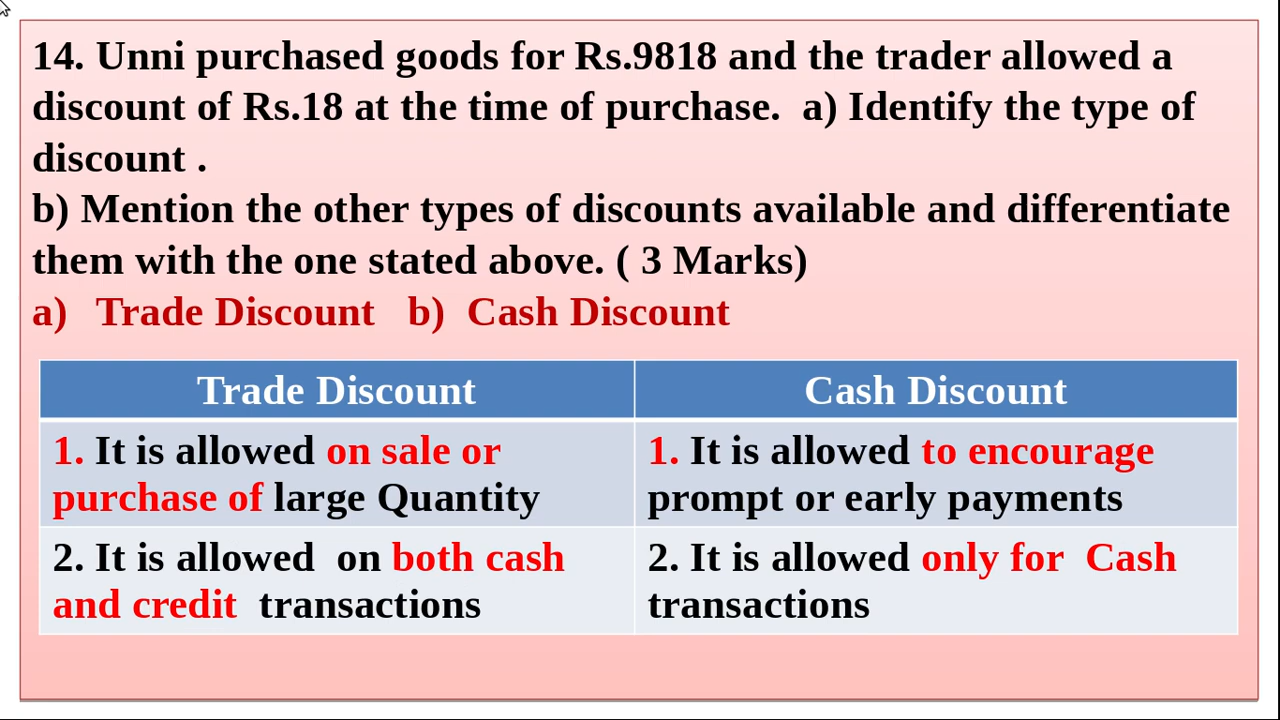 14. Unni purchased goods for Rs.9818 and the trader allowed a
discount of Rs.18 at the time of purchase.  a) Identify the type of
discount .
b) Mention the other types of discounts available and differentiate
them with the one stated above. ( 3 Marks)
a)  Trade Discount  b)  Cash Discount
Trade Discount
Cash Discount
1. It is allowed on sale or
purchase of large Quantity
1. It is allowed to encourage
prompt or early payments
2. It is allowed  on both cash
and credit  transactions
2. It is allowed only for  Cash
transactions